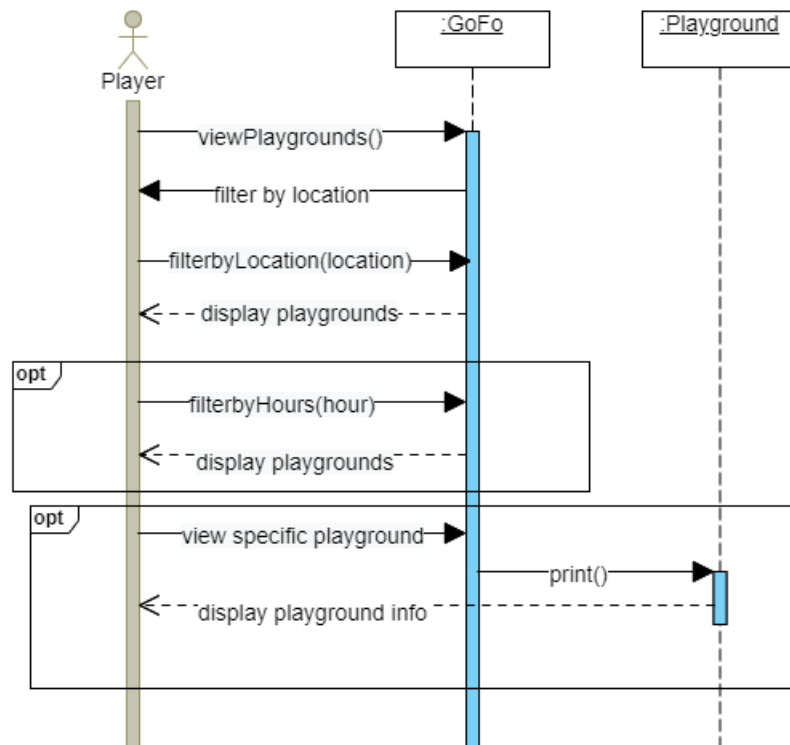 :GoFo
:Playground
Player
viewPlaygrounds()
filter by location
filterbyLocation(location)
display playgrounds
opt
filterbyHours(hour)
display playgrounds
opt
view specific playground
print()
display playground info